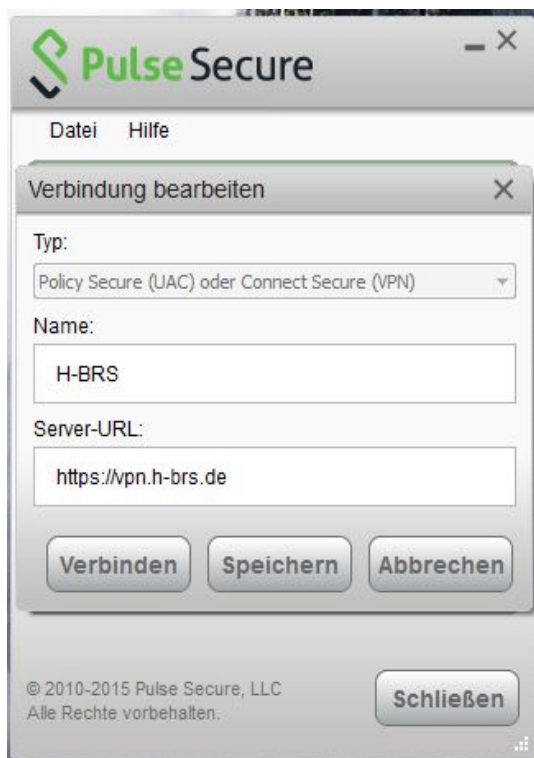 Pulse Secure
Datei Hilfe
Verbindung bearbeiten
Typ:
Policy Secure (UAC) oder Connect Secure (VPN)
Name:
H-BRS
Server-URL:
https://vpn.h-brs.de
Verbinden Speichern Abbrechen
© 2010-2015 Pulse Secure, LLC
Alle Rechte vorbehalten.
Schließen